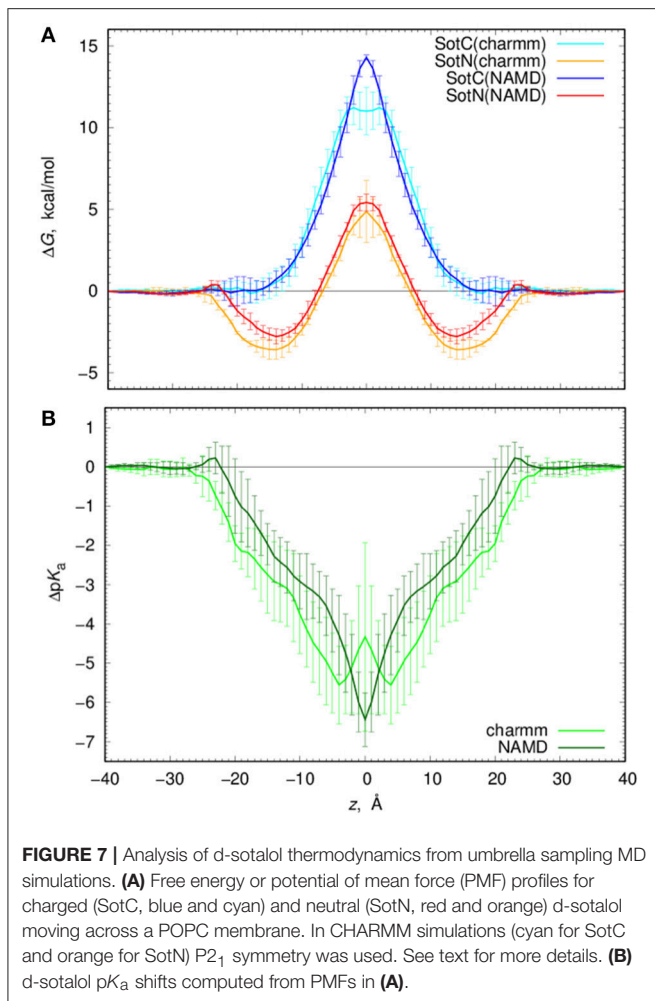 A
SotC(charmm)
SotN(charmm)
SotC(NAMD)
SotN(NAMD)
15
10
5
0
−5
ΔG, kcal/mol
B
1
0
−1
−2
−3
−4
−5
−6
−7
ΔpKa
charmm
NAMD
−40 −30 −20 −10 0 10 20 30 40
z, Å
FIGURE 7 | Analysis of d-sotalol thermodynamics from umbrella sampling MD
simulations. (A) Free energy or potential of mean force (PMF) profiles for
charged (SotC, blue and cyan) and neutral (SotN, red and orange) d-sotalol
moving across a POPC membrane. In CHARMM simulations (cyan for SotC
and orange for SotN) P2₁ symmetry was used. See text for more details. (B)
d-sotalol pKa shifts computed from PMFs in (A).